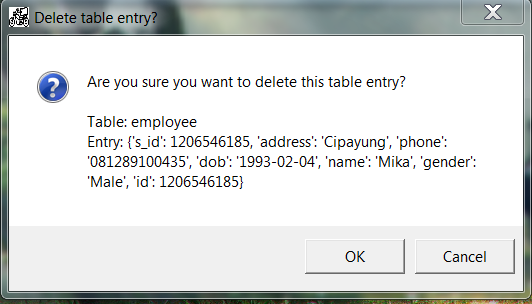 Delete table entry?
Are you sure you want to delete this table entry?
Table: employee
Entry: {'s_id': 1206546185, 'address': 'Cipayung', 'phone':
'081289100435', 'dob': '1993-02-04', 'name': 'Mika', 'gender':
'Male', 'id': 1206546185}
OK
Cancel